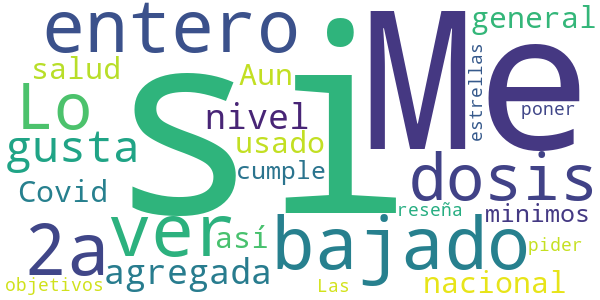 si
Me
entero
general
salud
Aun
estrellas
Lo
nivel
poner
usado
gusta
cumple
dosis
Covid
reseña
minimos
2a
ver
así
bajado
pider
agregada
nacional
objetivos
Las